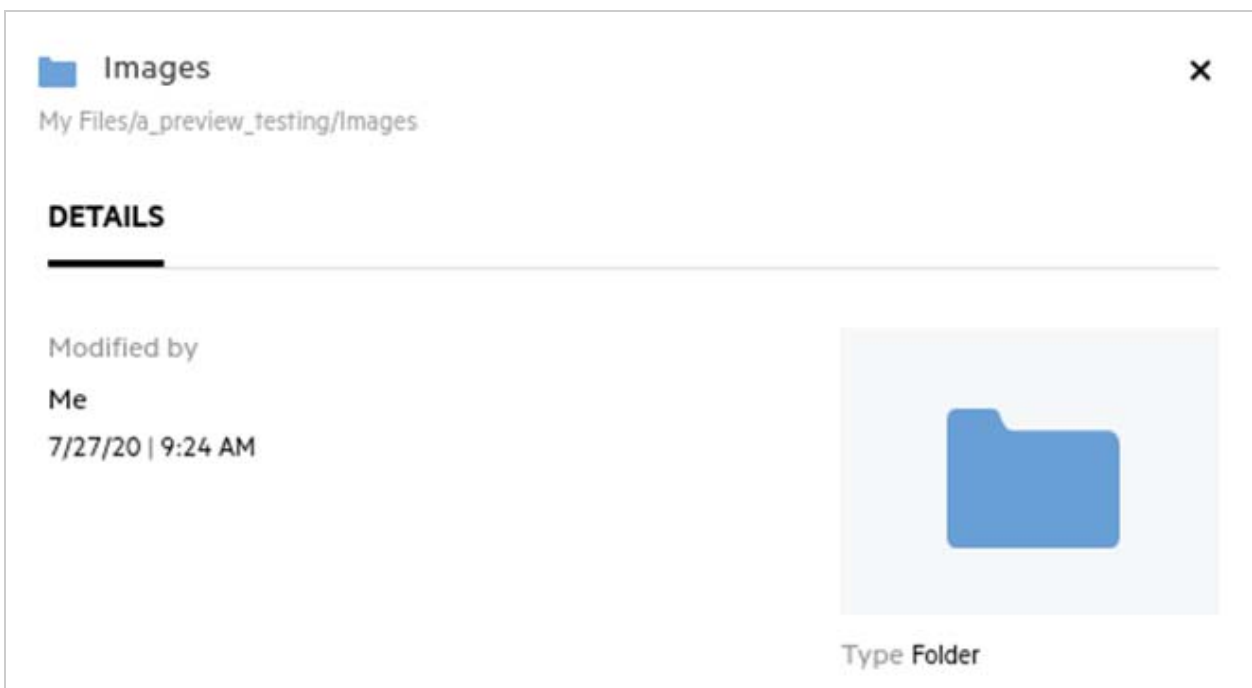 Images
My Files/a_preview_testing/Images
DETAILS
Modified by
Me
7/27/20 | 9:24 AM
Type Folder